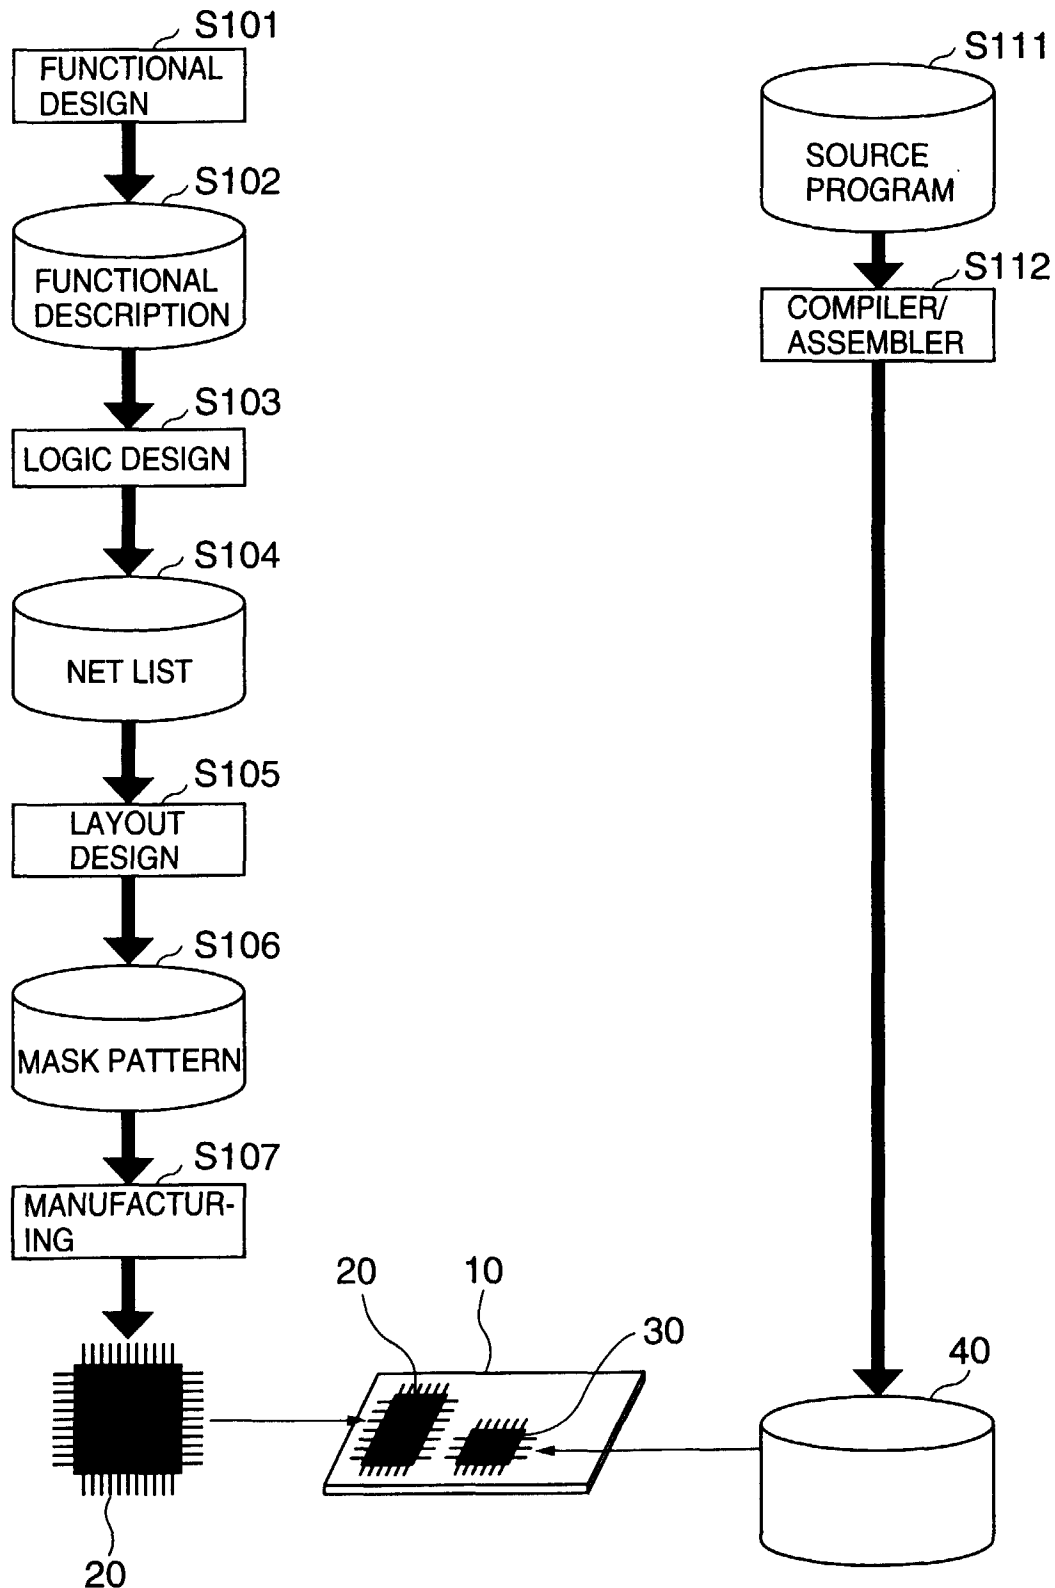 S101
FUNCTIONAL
DESIGN
S102
FUNCTIONAL
DESCRIPTION
S103
LOGIC DESIGN
S104
NET LIST
S105
LAYOUT
DESIGN
S106
MASK PATTERN
S107
MANUFACTUR-
ING
20
20
10
30
S111
SOURCE
PROGRAM
S112
COMPILER/
ASSEMBLER
40